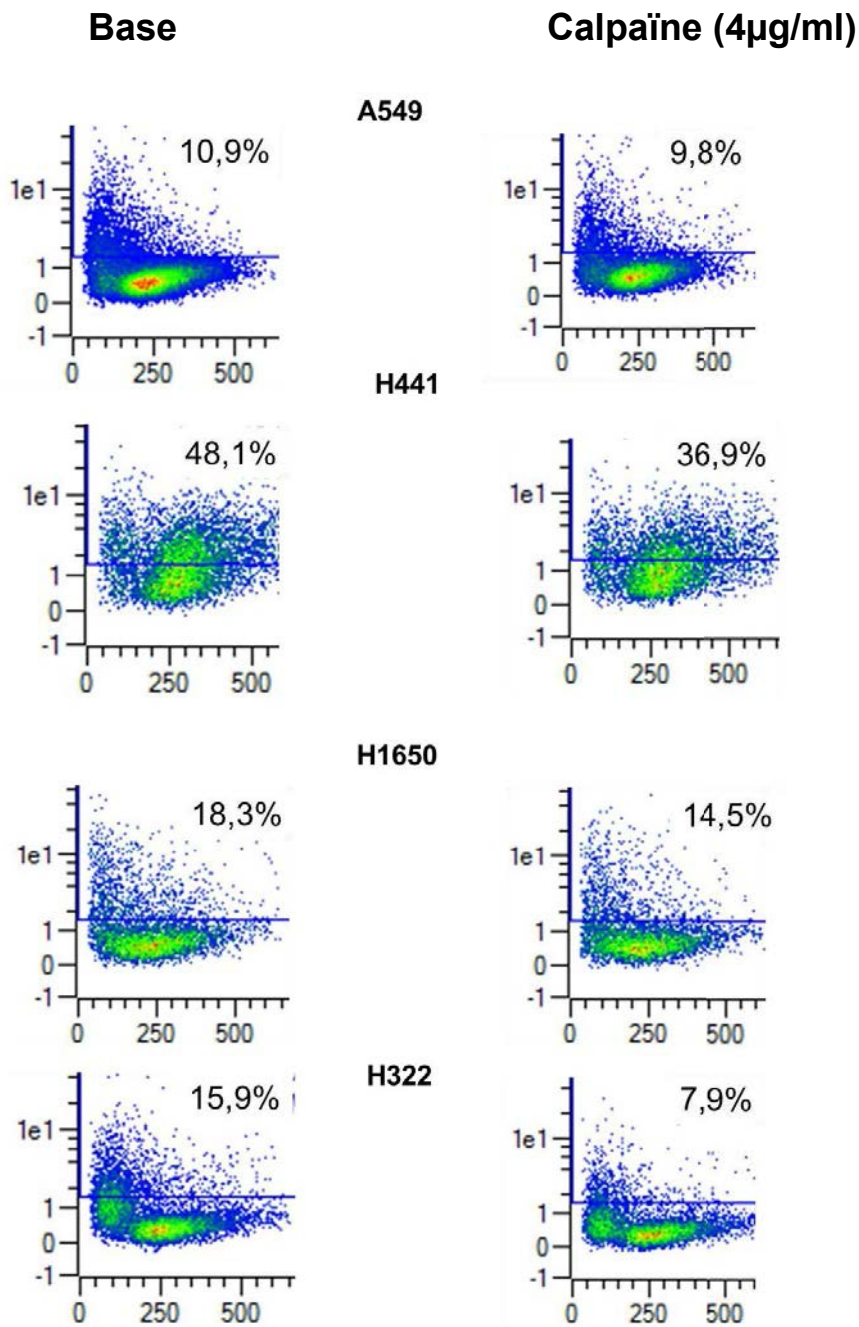 Base Calpaïne (4µg/ml)
A549
10,9% 9,8%
1e1 1e1
1 1
0 0
-1 -1
0 250 500 0 250 500
H441
48,1% 36,9%
1e1 1e1
1 1
0 0
-1 -1
0 250 500 0 250 500
H1650
18,3% 14,5%
1e1 1e1
1 1
0 0
-1 -1
0 250 500 0 250 500
H322
15,9% 7,9%
1e1 1e1
1 1
0 0
-1 -1
0 250 500 0 250 500